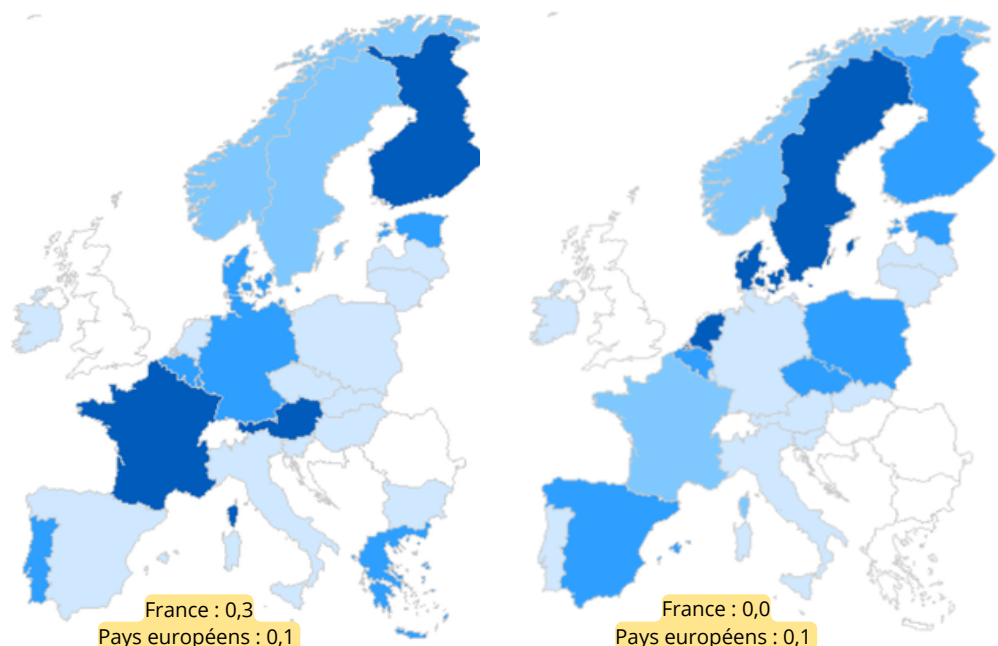 France : 0,3
Pays européens : 0,1
France : 0,0
Pays européens : 0,1